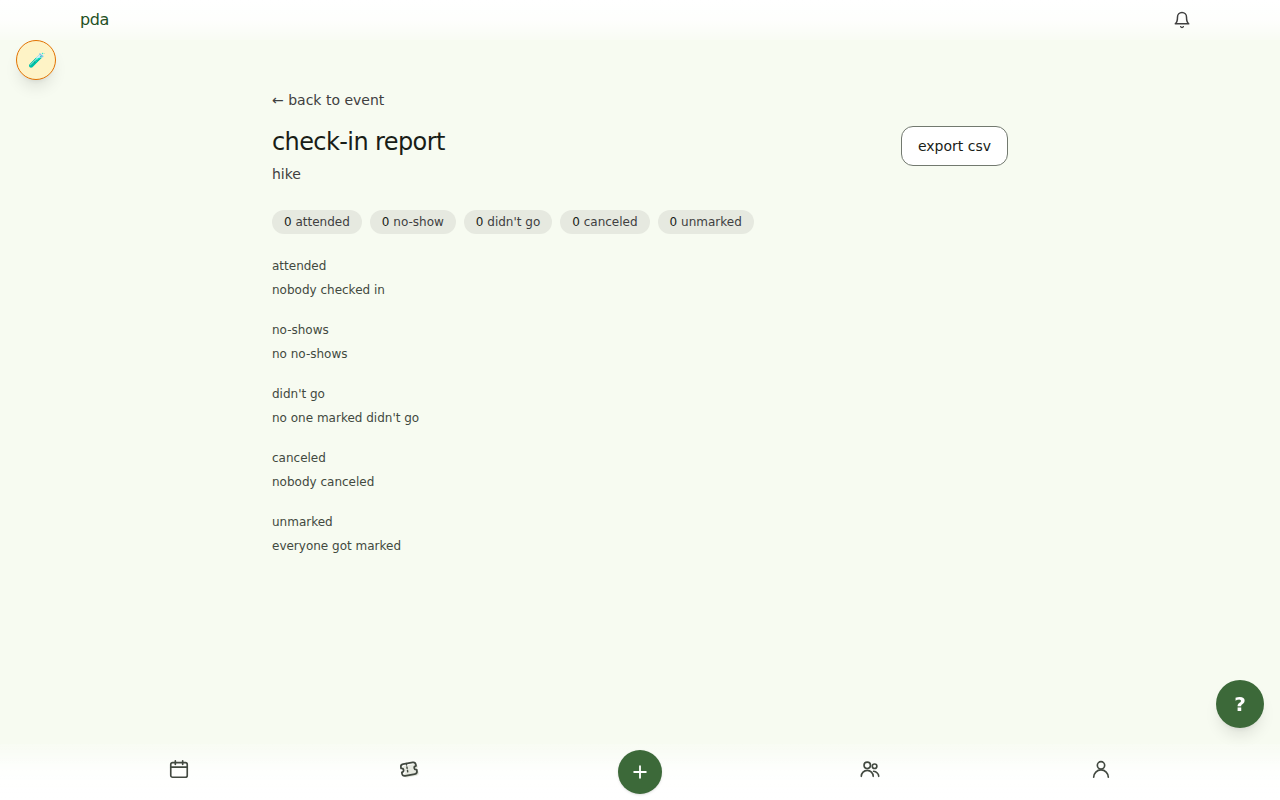 pda
← back to event
check-in report
export csv
hike
0 attended
0 no-show
0 didn't go
0 canceled
0 unmarked
attended
nobody checked in
no-shows
no no-shows
didn't go
no one marked didn't go
canceled
nobody canceled
unmarked
everyone got marked
?